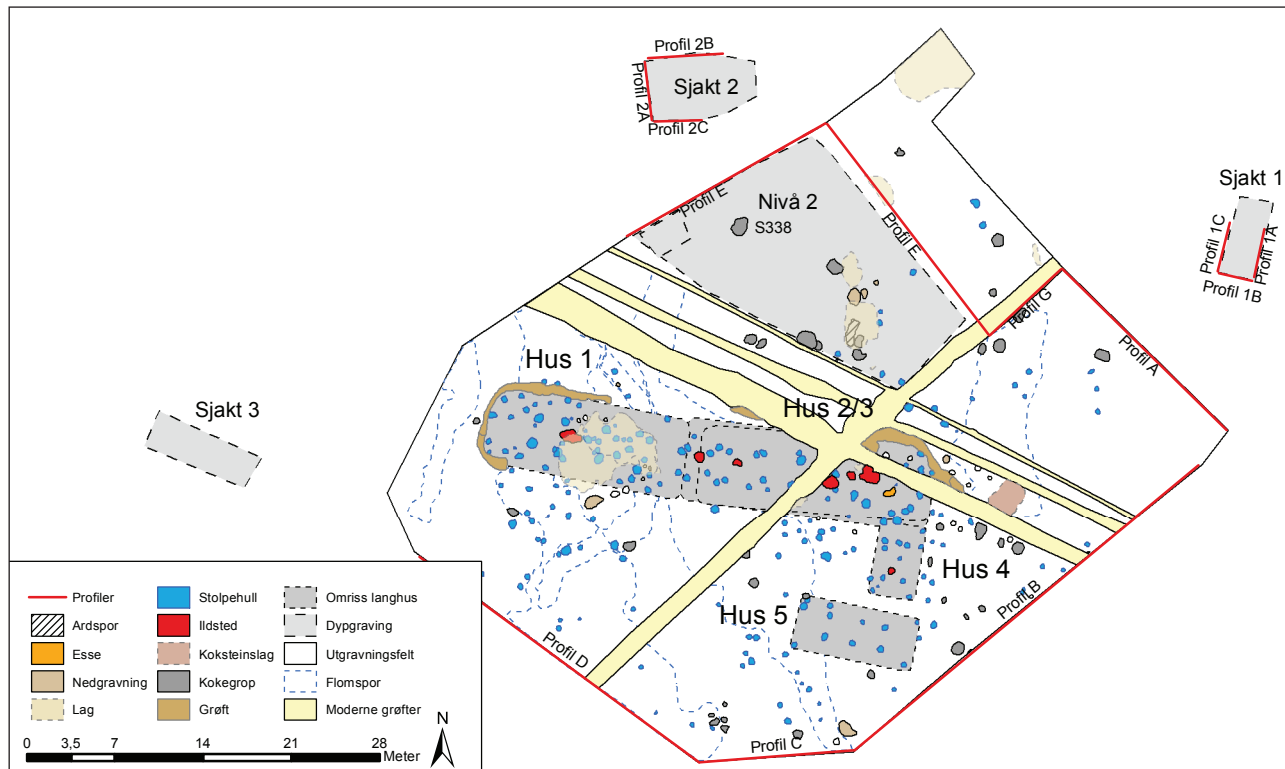 Profil 2B
Profil 2A
Sjakt 2
Profil 2C
Sjakt 1
Profil 1C
Profil 1A
Profil 1B
Profil E
Nivå 2
S338
Profil E
Profil G
Profil A
Hus 1
Hus 2/3
Sjakt 3
Hus 4
Hus 5
Profil B
Profil D
Profil C
Profiler
Stolpehull
Omriss langhus
Ardspor
Ildsted
Dypgraving
Esse
Koksteinslag
Utgravningsfelt
Nedgravning
Kokegrop
Flomspor
Lag
Grøft
Moderne grøfter
N
0 3,5 7 14 21 28
Meter